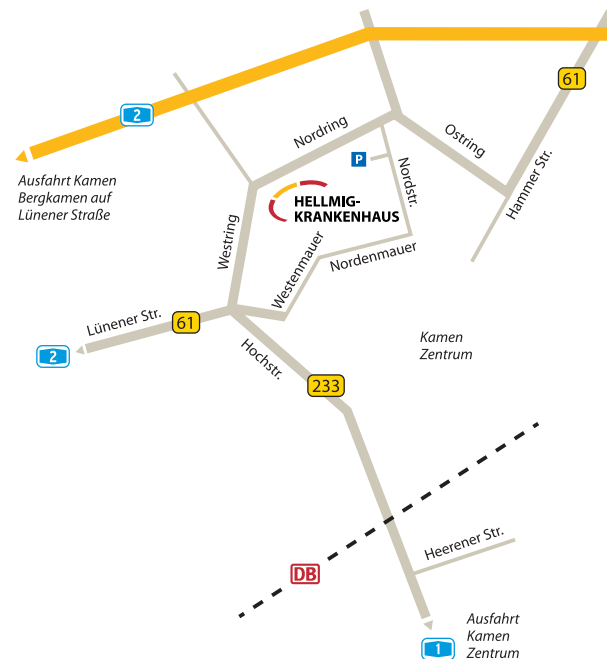 61
2
Nordring
Ostring
P
Nordstr.
Hammer Str.
Ausfahrt Kamen
Bergkamen auf
Lünener Straße
HELLMIG-
KRANKENHAUS
Westring
Westenmauer
Nordenmauer
Lünener Str.
61
2
Hochstr.
Kamen
Zentrum
233
Heerener Str.
DB
1
Ausfahrt
Kamen
Zentrum